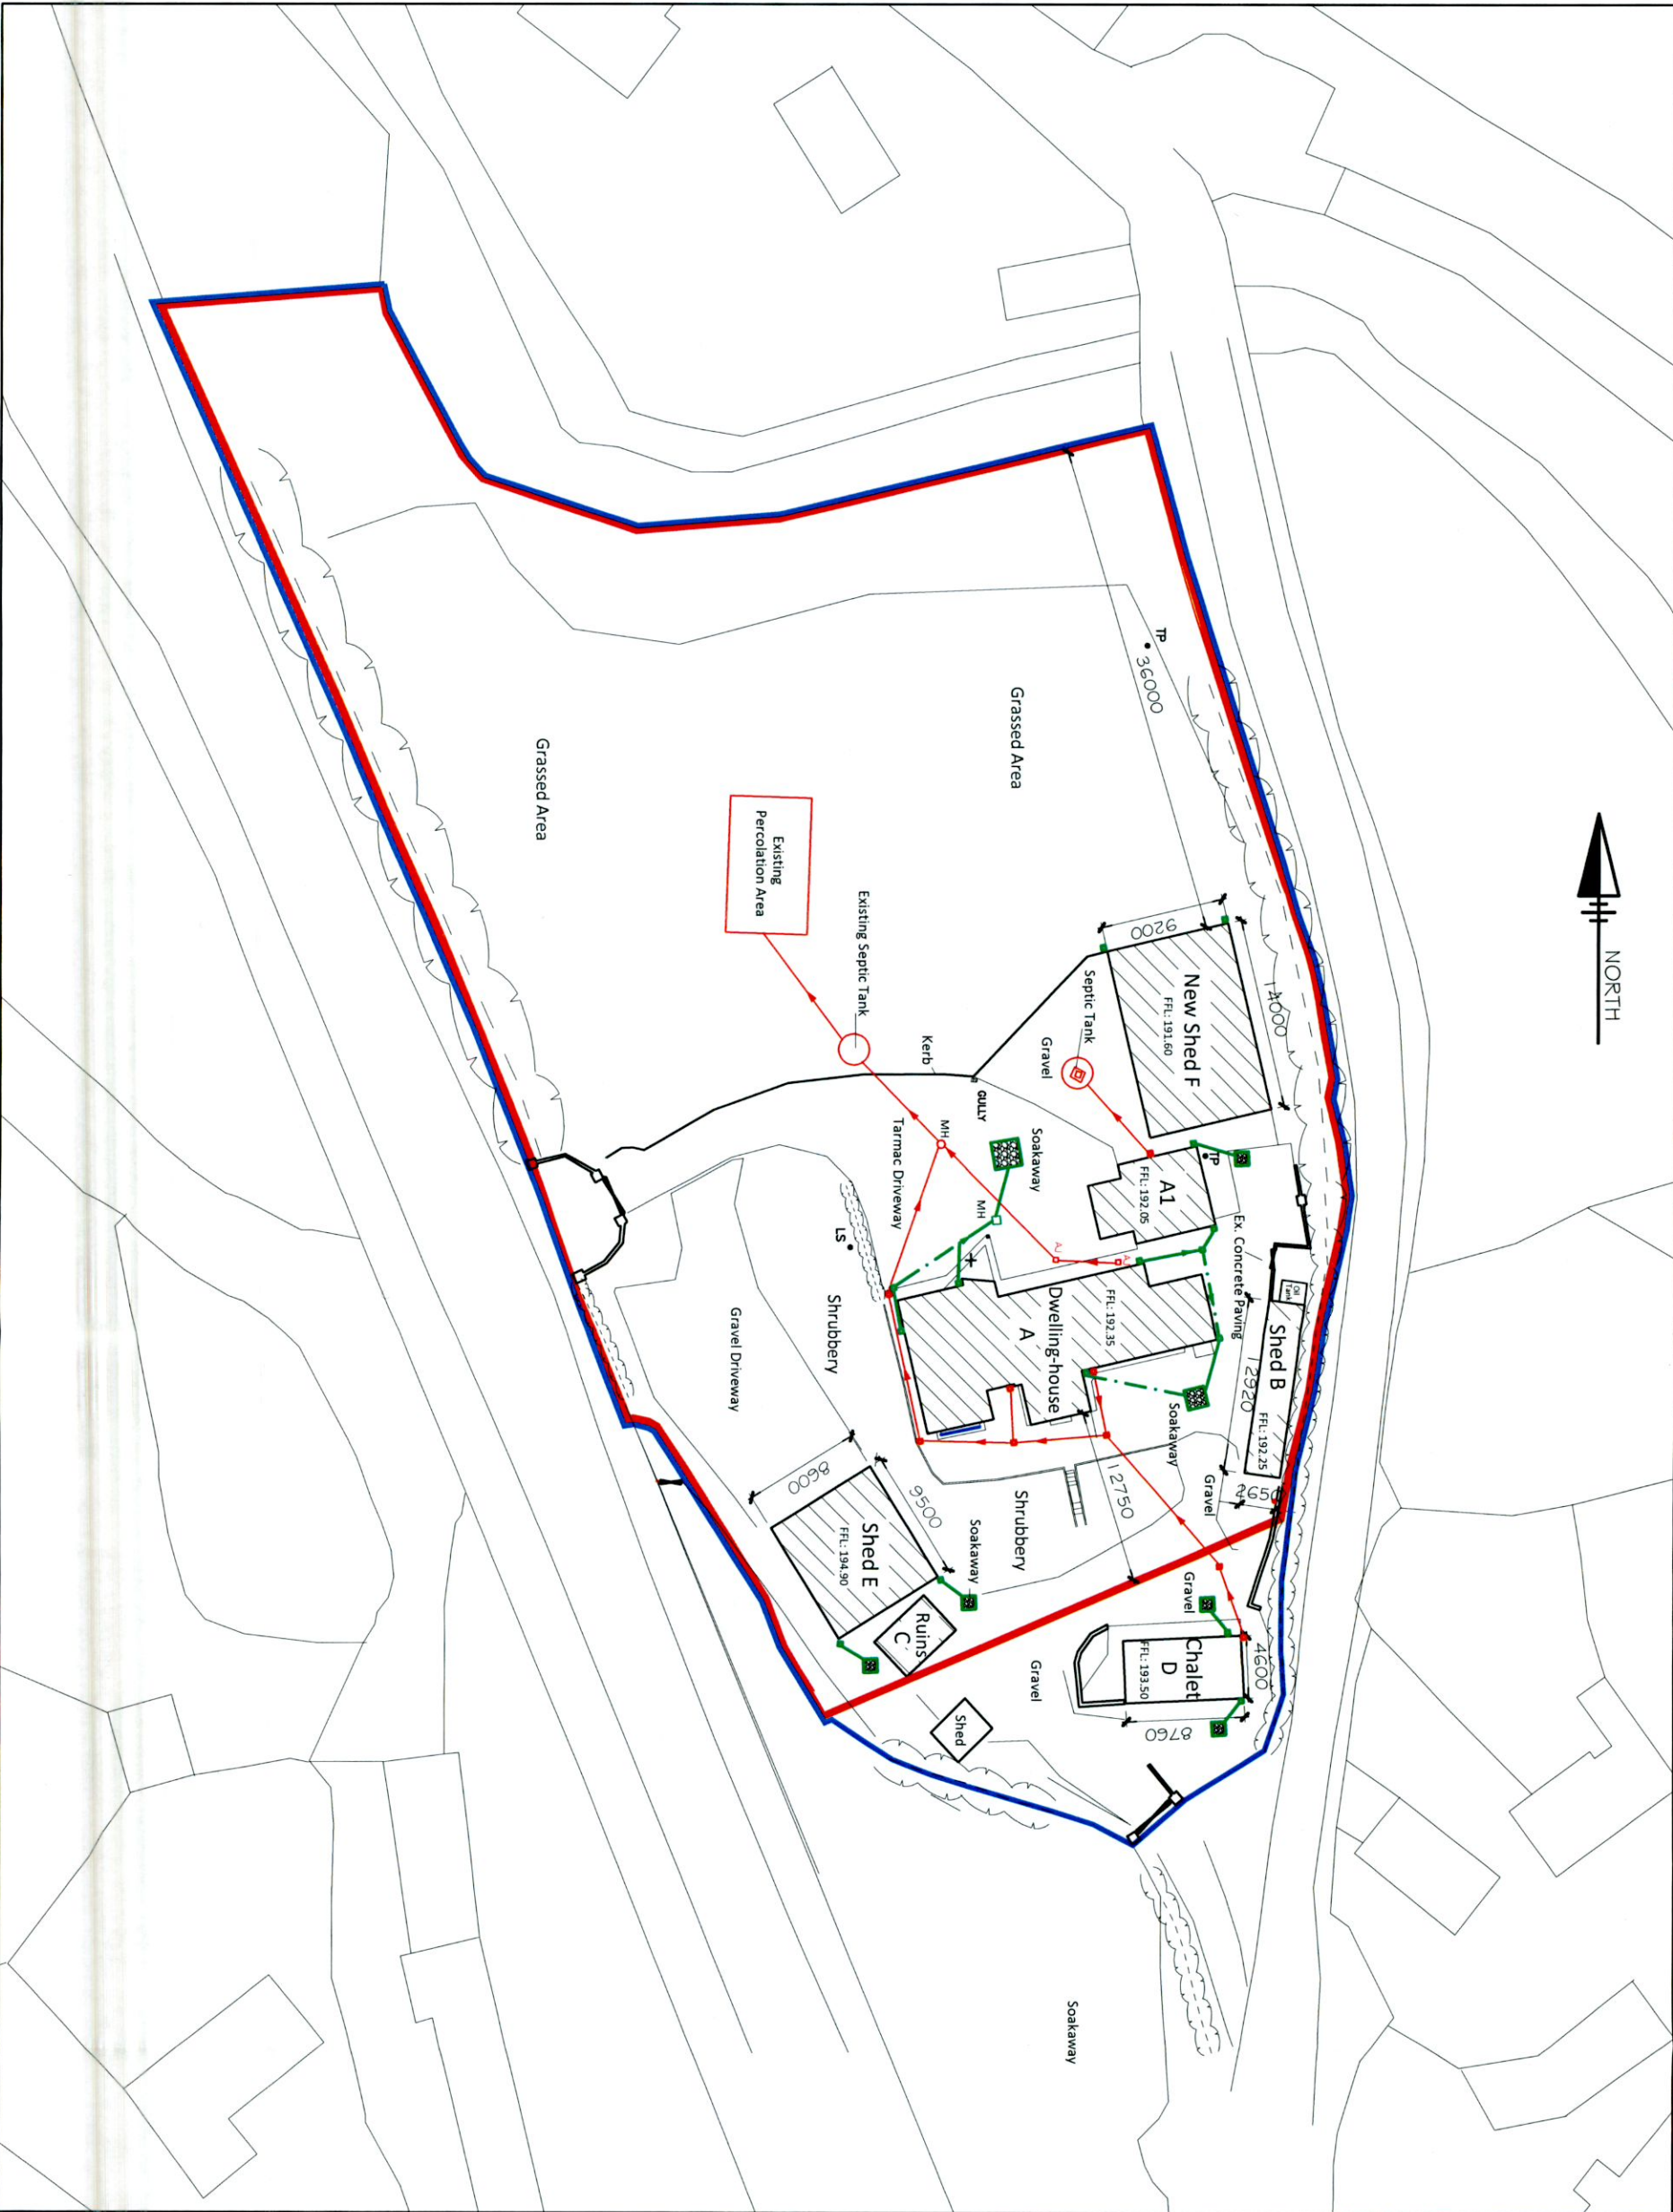 NORTH
TP
36000
Grassed Area
Grassed Area
Existing
Percolation Area
Existing Septic Tank
9200
14000
New Shed F
FFL: 191.60
Septic Tank
Gravel
Kerb
GULLY
MH
Tarmac Driveway
Soakaway
MH
A1
FFL: 192.05
TP
Ex. Concrete Paving
Oil
Tank
Shed B
FFL: 192.25
12920
2650
AJ
AJ
Dwelling-house
A
FFL: 192.35
LS
Shrubbery
Gravel Driveway
Soakaway
Gravel
12750
Shrubbery
8600
9500
Shed E
FFL: 194.90
Soakaway
Ruins
C
Gravel
Chalet
D
FFL: 193.50
4600
8760
Gravel
Shed
Soakaway